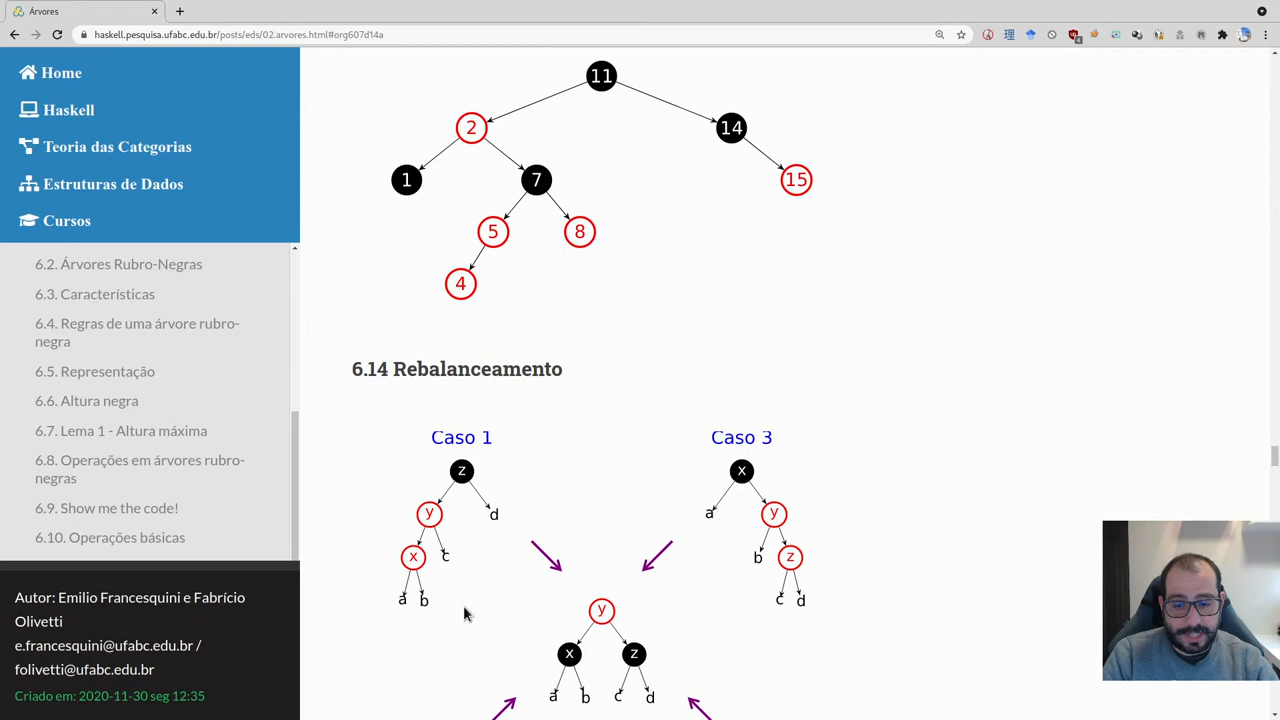 Árvores
haskell.pesquisa.ufabc.edu.br/posts/eds/02.arvores.html#org607d14a
Home
Haskell
Teoria das Categorias
Estruturas de Dados
Cursos
6.2. Árvores Rubro-Negras
6.3. Características
6.4. Regras de uma árvore rubro-
negra
6.5. Representação
6.6. Altura negra
6.7. Lema 1 - Altura máxima
6.8. Operações em árvores rubro-
negras
6.9. Show me the code!
6.10. Operações básicas
Autor: Emilio Francesquini e Fabrício
Olivetti
e.francesquini@ufabc.edu.br /
folivetti@ufabc.edu.br
Criado em: 2020-11-30 seg 12:35
11
2 14
1 7 15
5 8
4
6.14 Rebalanceamento
Caso 1 Caso 3
z x
y d a y
x c b z
a b c d
y
x z
a b c d